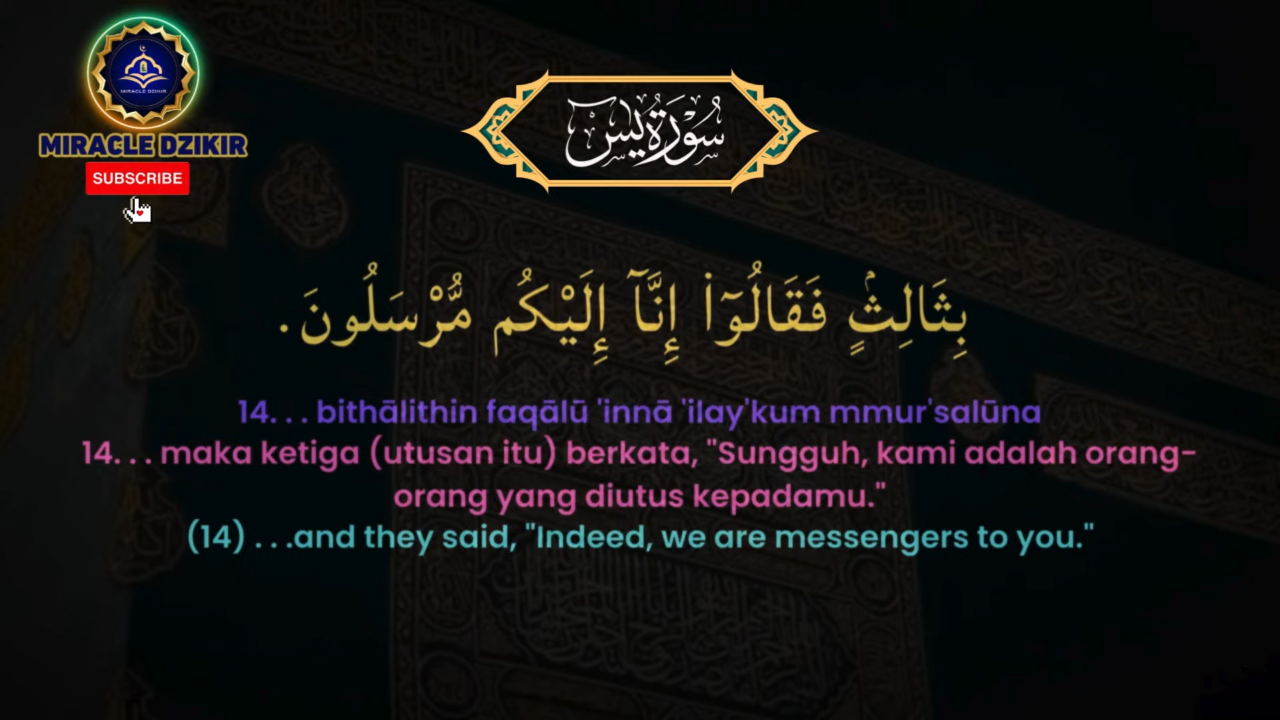 MIRACLE DZIKIR
MIRACLE DZIKIR
SUBSCRIBE
سُوْرَةُ يٰسٓ
بِثَالِثٍۢ فَقَالُوٓا۟ إِنَّآ إِلَيْكُم مُّرْسَلُونَ.
14. . . bithālithin faqālū 'innā 'ilay'kum mmur'salūna
14. . . maka ketiga (utusan itu) berkata, "Sungguh, kami adalah orang-
orang yang diutus kepadamu."
(14) . . .and they said, "Indeed, we are messengers to you."